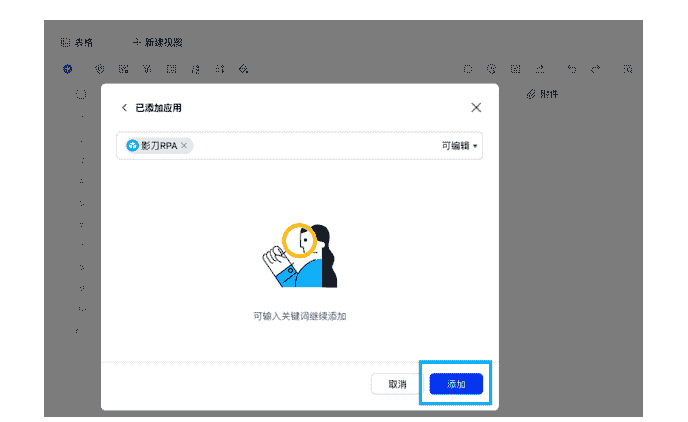 表格 新建视图
附件
已添加应用
影刀RPA
可编辑
可输入关键词继续添加
取消 添加